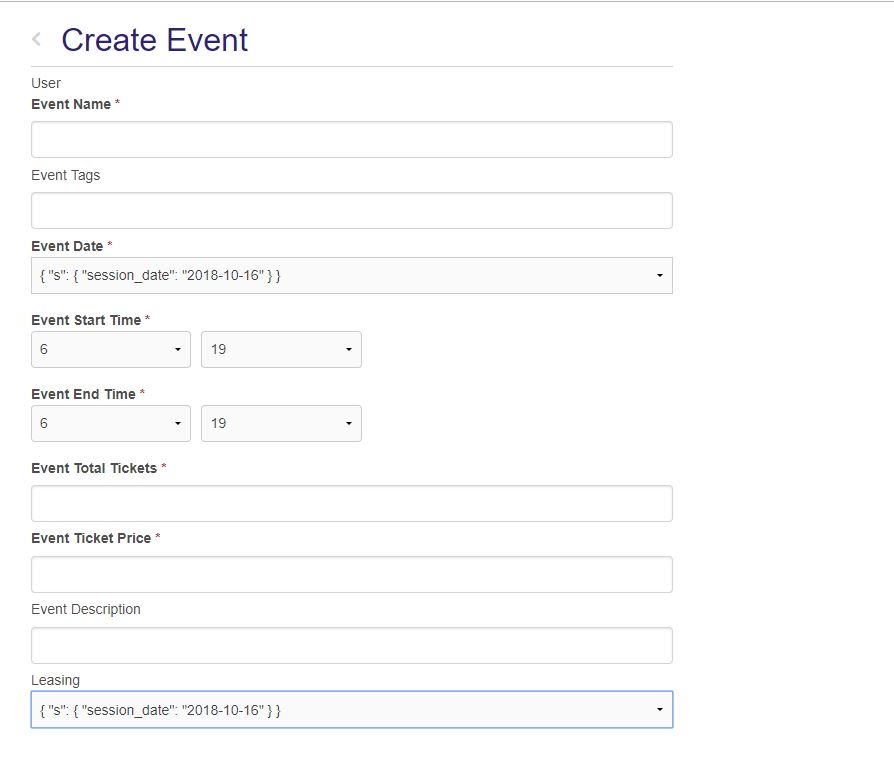 Create Event
User
Event Name *
Event Tags
Event Date *
{ "s": { "session_date": "2018-10-16" } }
Event Start Time *
6 19
Event End Time *
6 19
Event Total Tickets *
Event Ticket Price *
Event Description
Leasing
{ "s": { "session_date": "2018-10-16" } }